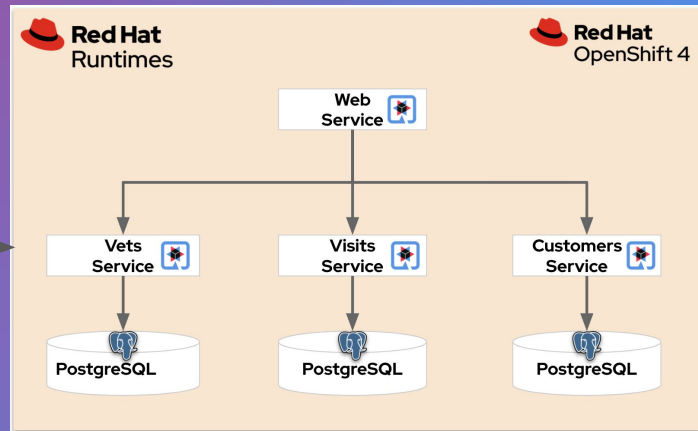 Red Hat
Runtimes
Red Hat
OpenShift 4
Web
Service
Vets
Service
Visits
Service
Customers
Service
PostgreSQL
PostgreSQL
PostgreSQL